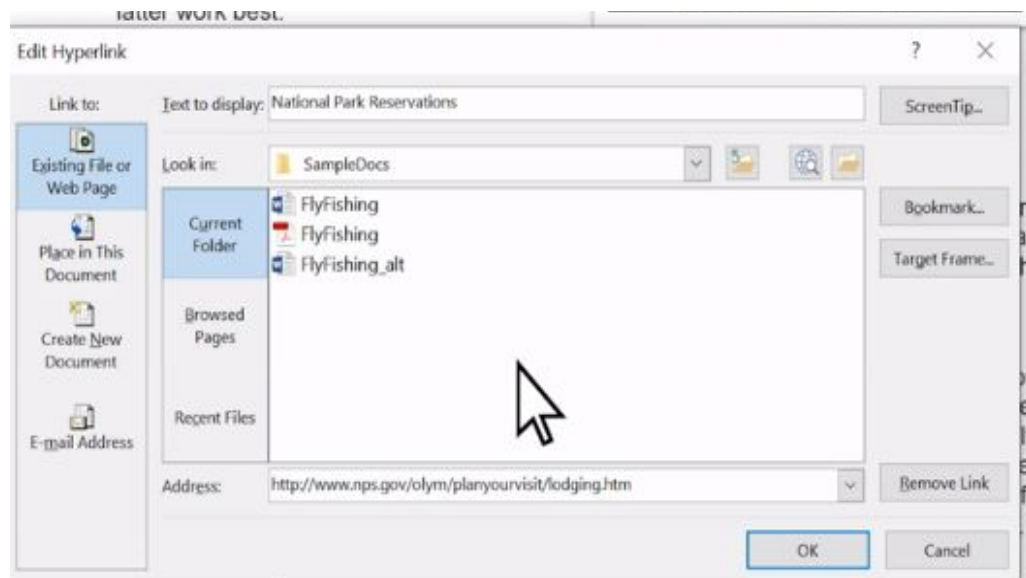 latter work best.
Edit Hyperlink
?
Link to:
Text to display:
National Park Reservations
ScreenTip...
Existing File or
Web Page
Look in:
SampleDocs
Current
Folder
FlyFishing
FlyFishing
FlyFishing_alt
Bookmark...
Target Frame...
Place in This
Document
Browsed
Pages
Create New
Document
Recent Files
E-mail Address
Address:
http://www.nps.gov/olym/planyourvisit/lodging.htm
Remove Link
OK
Cancel